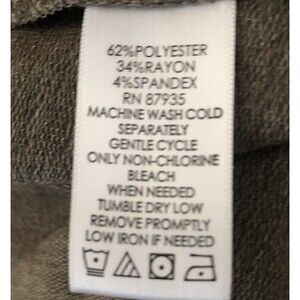 62%POLYESTER
34%RAYON
4%SPANDEX
RN 87935
MACHINE WASH COLD
SEPARATELY
GENTLE CYCLE
ONLY NON-CHLORINE
BLEACH
WHEN NEEDED
TUMBLE DRY LOW
REMOVE PROMPTLY
LOW IRON IF NEEDED